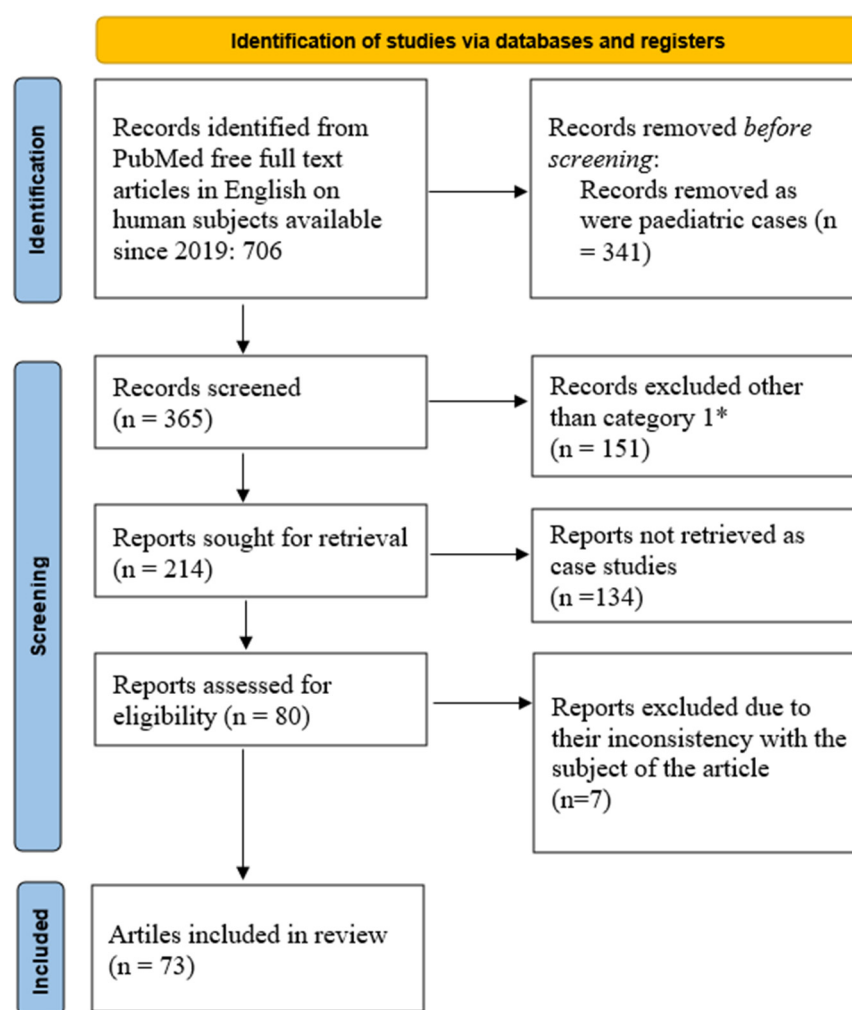 Identification of studies via databases and registers
Identification
Records identified from
PubMed free full text
articles in English on
human subjects available
since 2019: 706
Records removed before
screening:
Records removed as
were paediatric cases (n
= 341)
Screening
Records screened
(n = 365)
Records excluded other
than category 1*
(n = 151)
Reports sought for retrieval
(n = 214)
Reports not retrieved as
case studies
(n =134)
Reports assessed for
eligibility (n = 80)
Reports excluded due to
their inconsistency with the
subject of the article
(n=7)
Included
Artiles included in review
(n = 73)